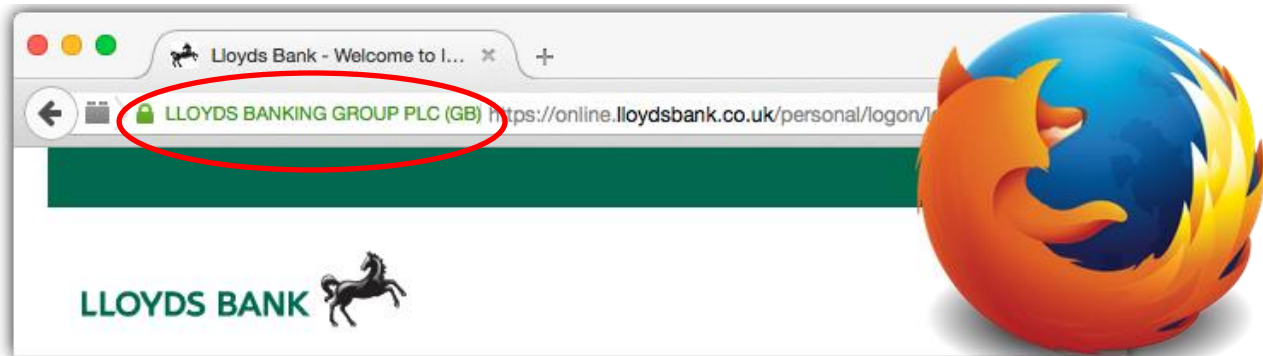 Lloyds Bank - Welcome to I...
LLOYDS BANKING GROUP PLC (GB) https://online.lloydsbank.co.uk/personal/logon/
LLOYDS BANK